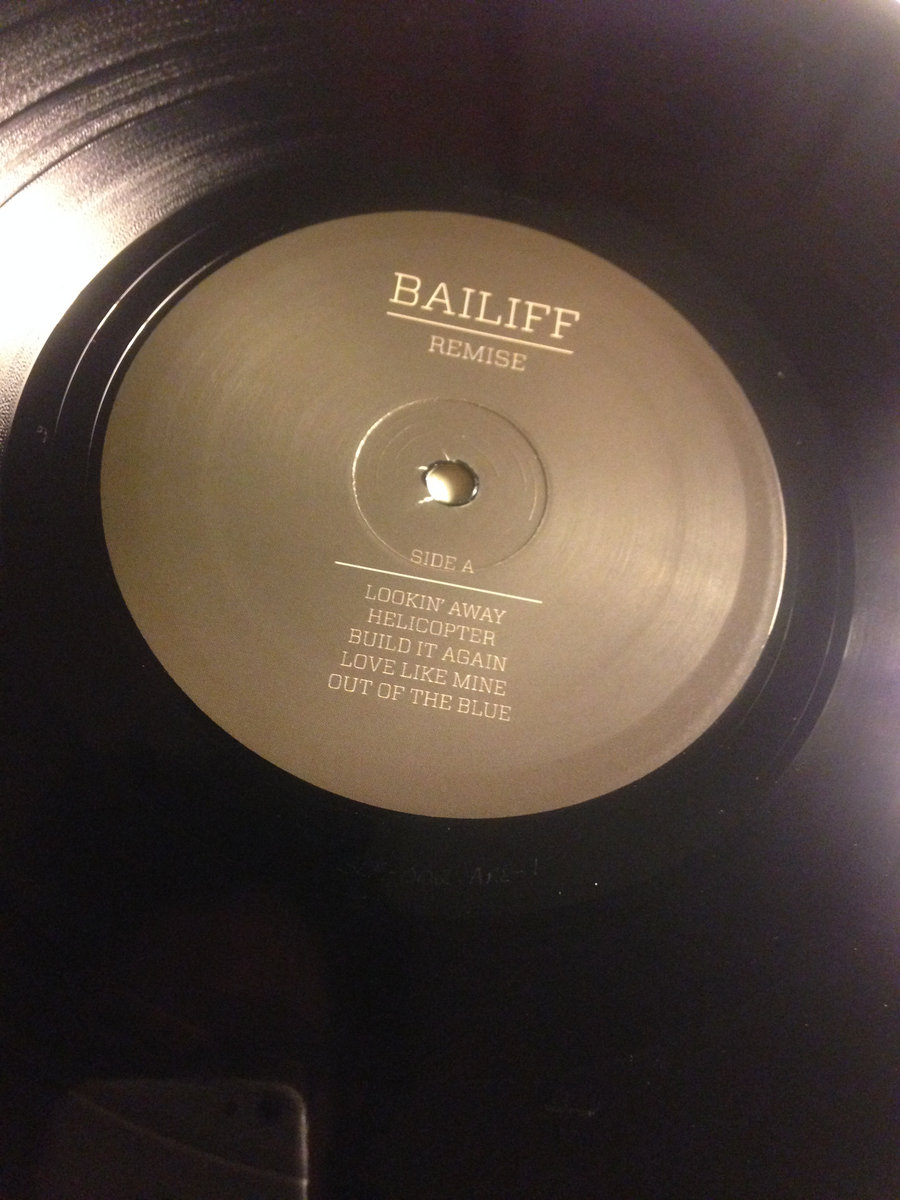 BAILIFF
REMISE
SIDE A
LOOKIN' AWAY
HELICOPTER
BUILD IT AGAIN
LOVE LIKE MINE
OUT OF THE BLUE